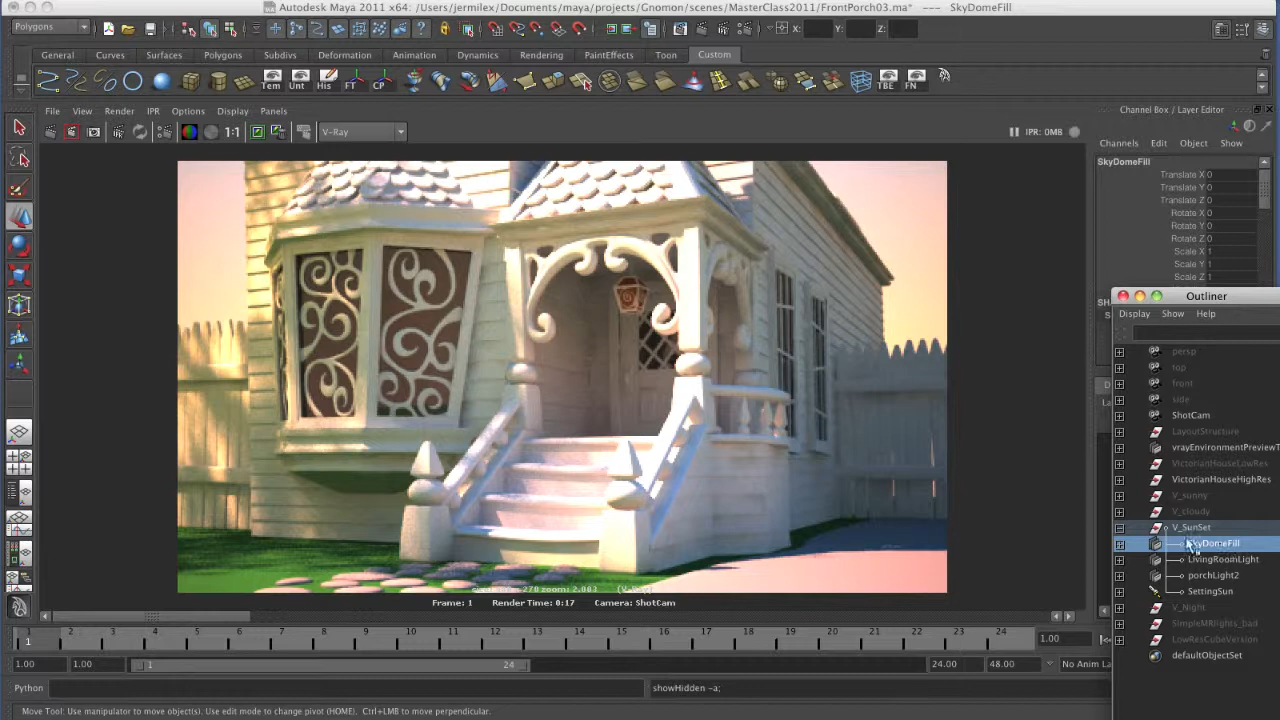 Autodesk Maya 2011 x64: /Users/jermilex/Documents/maya/projects/Gnomon/scenes/MasterClass2011/FrontPorch03.ma* --- SkyDomeFill
Polygons
X:
Y:
Z:
General Curves Surfaces Polygons Subdivs Deformation Animation Dynamics Rendering PaintEffects Toon Custom
Tem Unt His FT CP TBE FN
File View Render IPR Options Display Panels
1:1
V-Ray
IPR: 0MB
Channel Box / Layer Editor
Channels Edit Object Show
SkyDomeFill
Translate X 0
Translate Y 0
Translate Z 0
Rotate X 0
Rotate Y 0
Rotate Z 0
Scale X 1
Scale Y 1
Scale Z 1
Outliner
Display Show Help
persp
top
front
side
ShotCam
LayoutStructure
vrayEnvironmentPreviewT
VictorianHouseLowRes
VictorianHouseHighRes
V_sunny
V_cloudy
V_SunSet
SkyDomeFill
LivingRoomLight
porchLight2
SettingSun
V_Night
SimpleMRlights_bad
LowResCubeVersion
defaultObjectSet
Frame: 1 Render Time: 0:17 Camera: ShotCam
1 2 3 4 5 6 7 8 9 10 11 12 13 14 15 16 17 18 19 20 21 22 23 24
1.00
1.00 1.00 1 24 24.00 48.00 No Anim La
Python
showHidden -a;
Move Tool: Use manipulator to move object(s). Use edit mode to change pivot (HOME). Ctrl+LMB to move perpendicular.